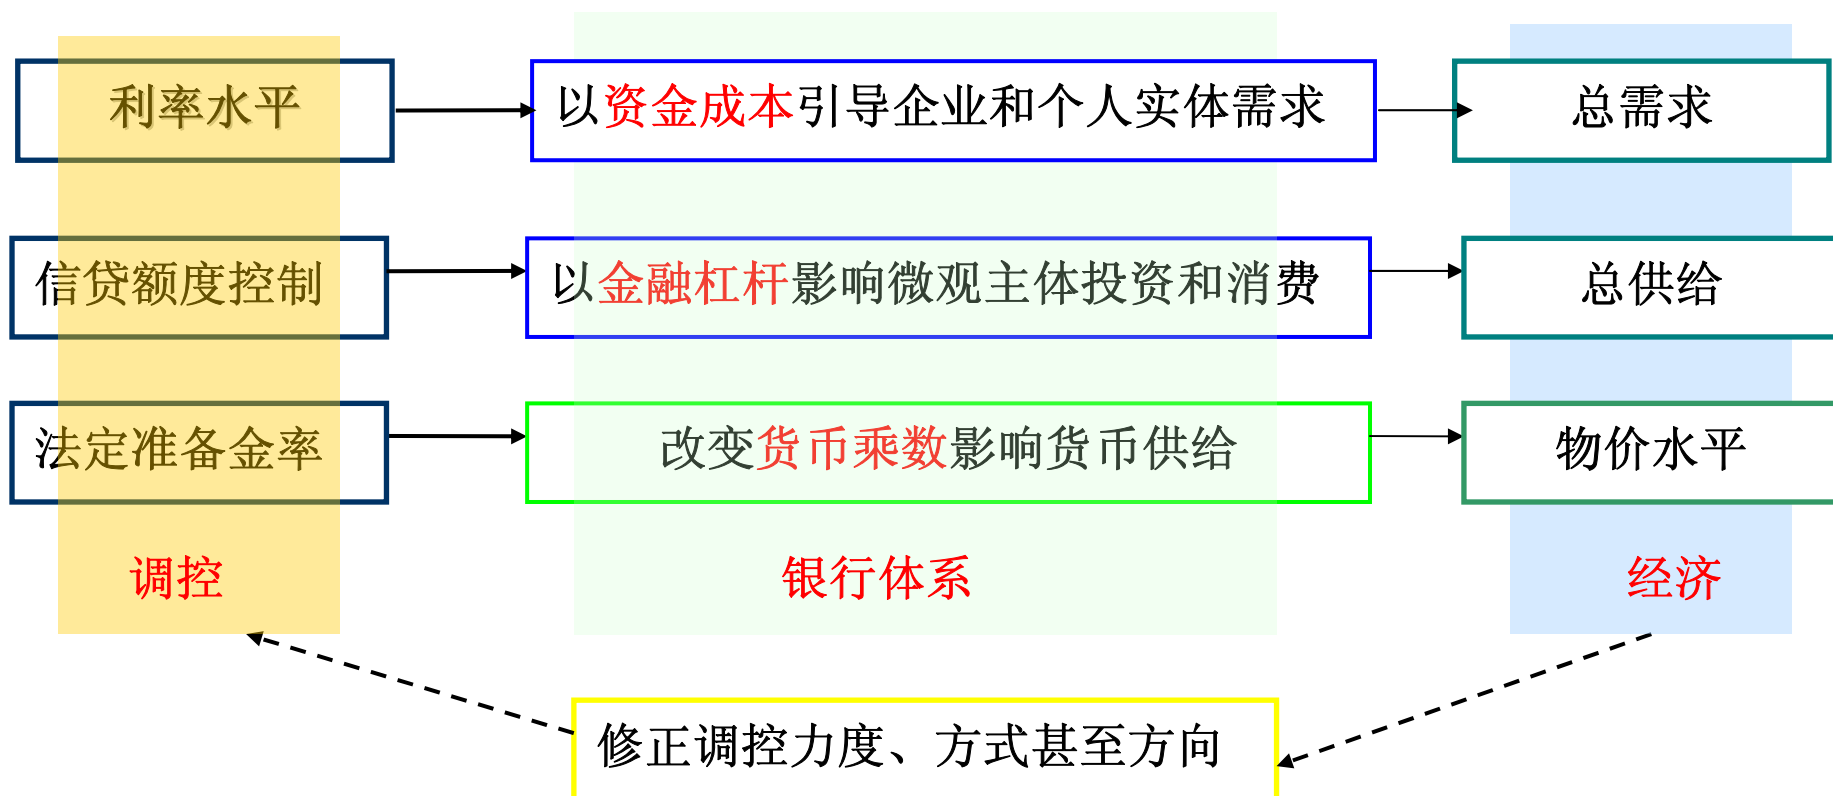 利率水平
以资金成本引导企业和个人实体需求
总需求
信贷额度控制
以金融杠杆影响微观主体投资和消费
总供给
法定准备金率
改变货币乘数影响货币供给
物价水平
调控
银行体系
经济
修正调控力度、方式甚至方向